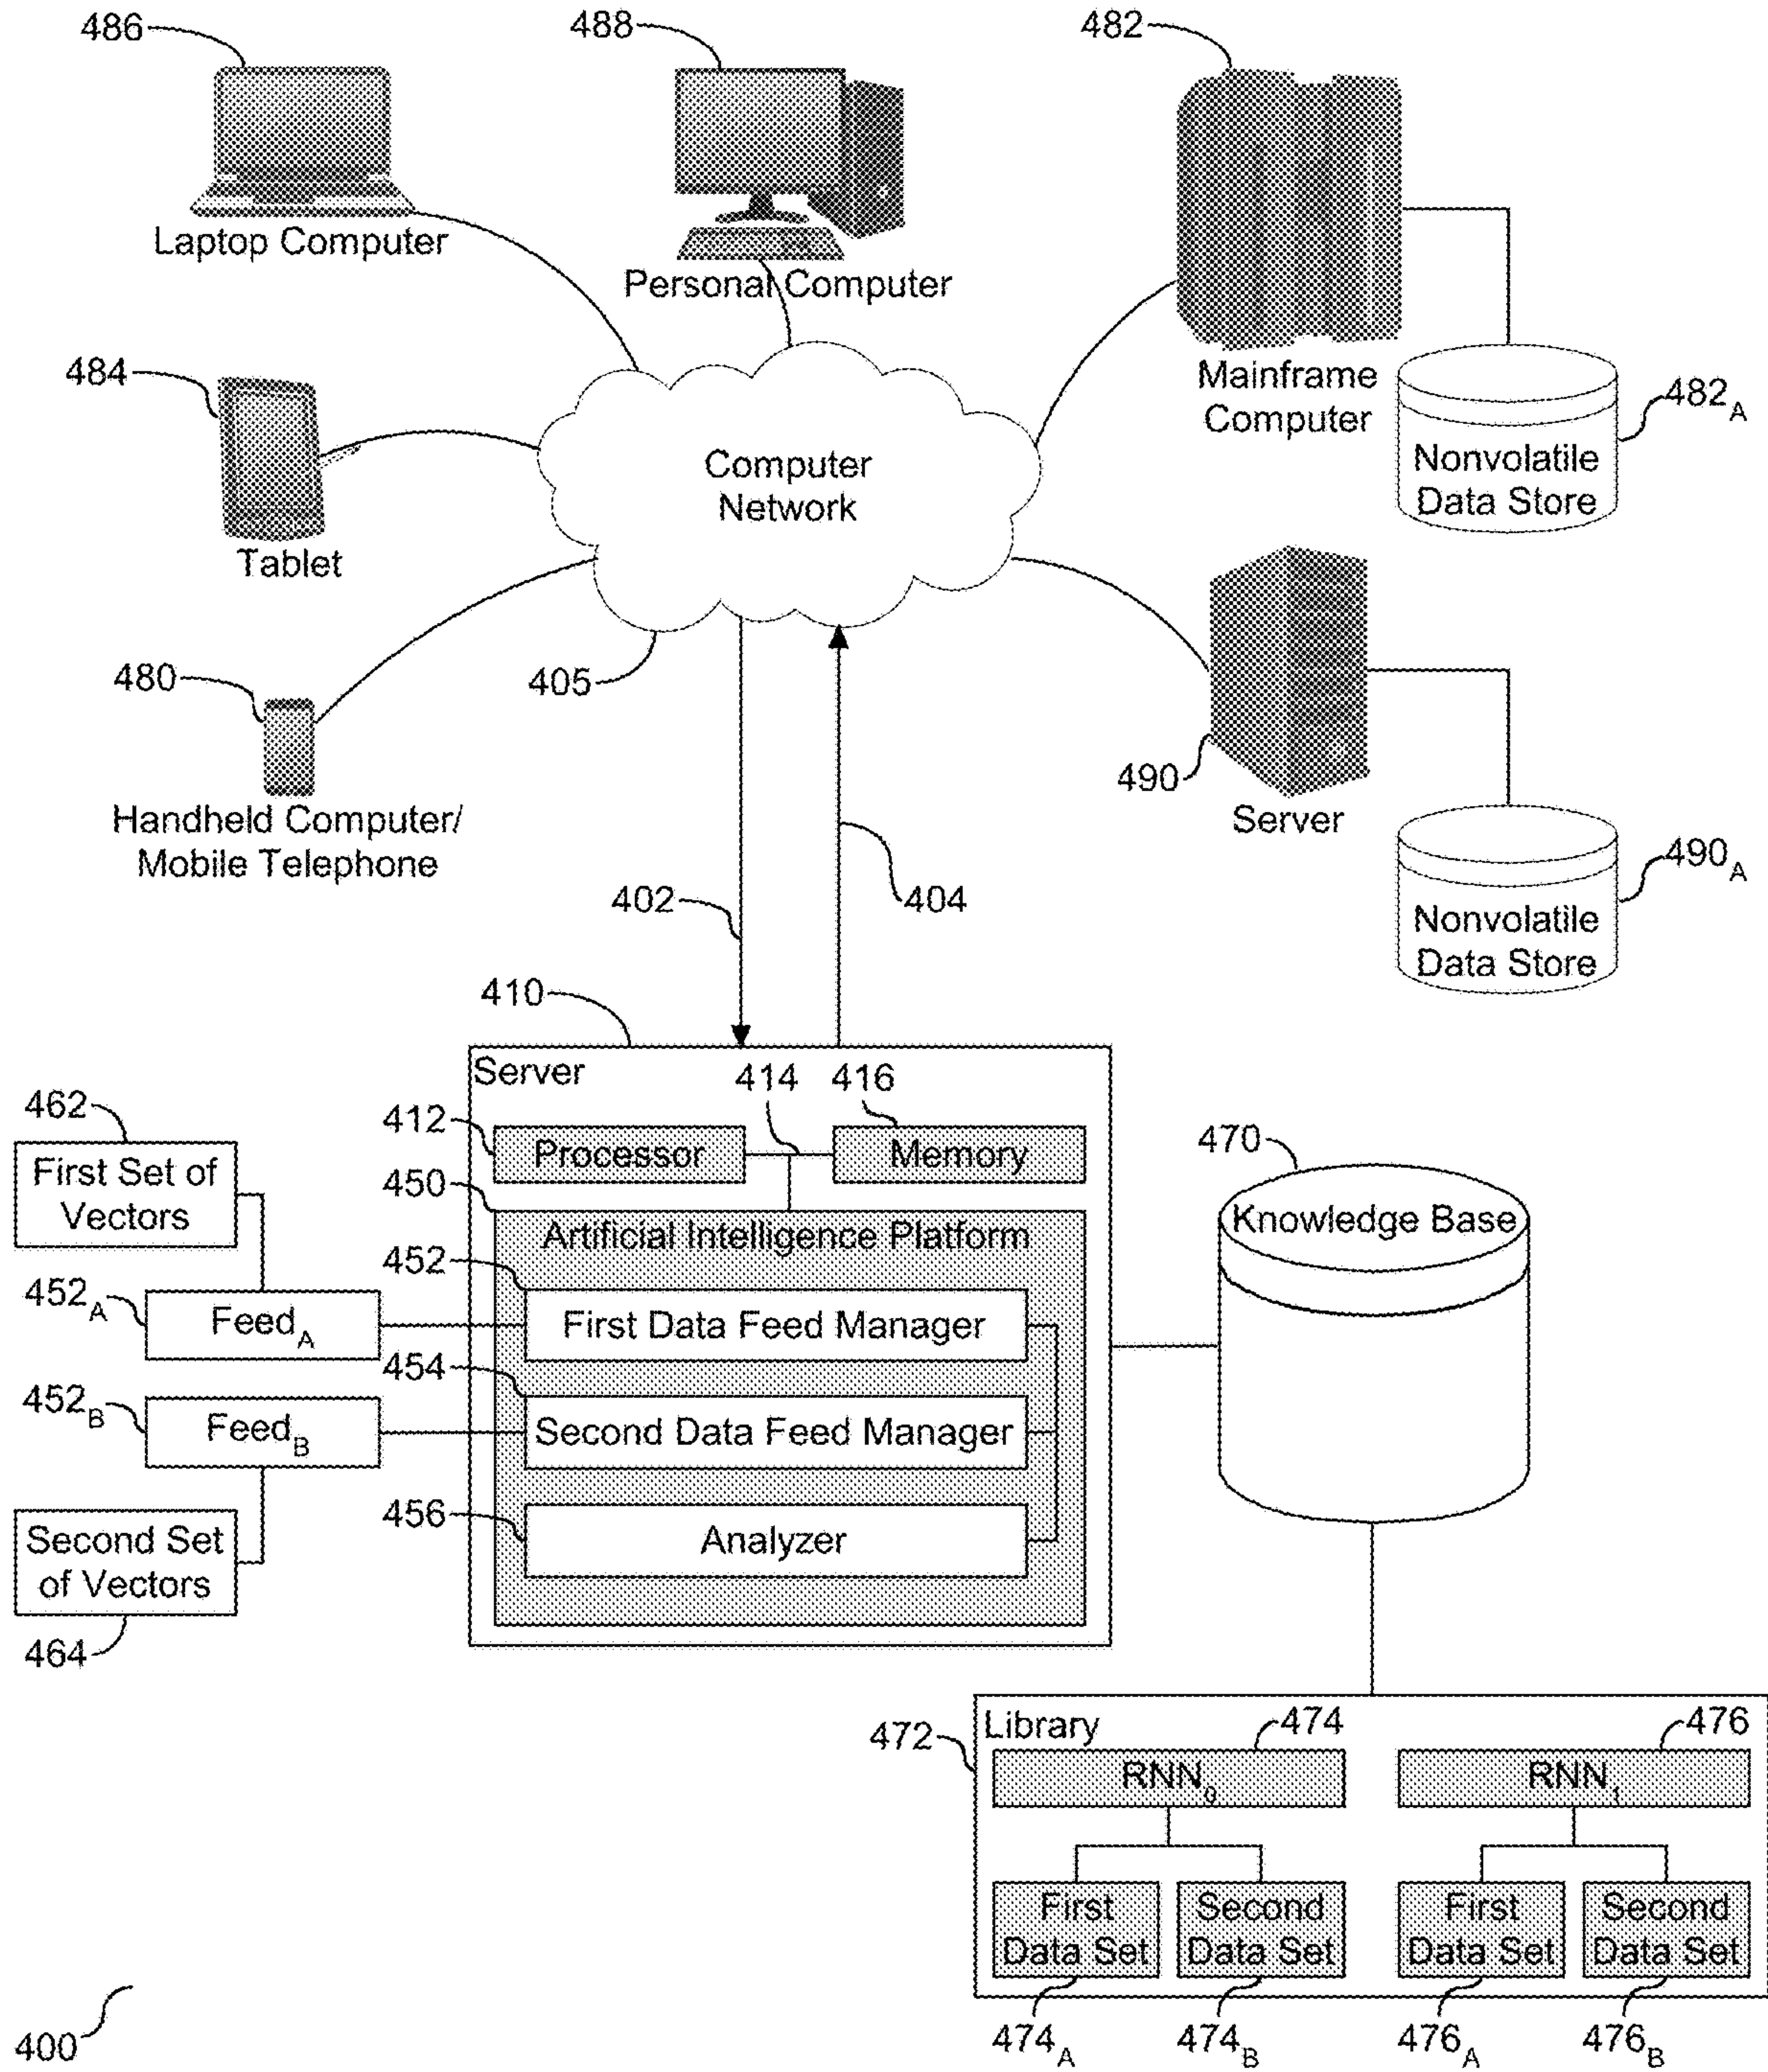 486
488
482
Laptop Computer
Personal Computer
Mainframe
Computer
484
482A
Nonvolatile
Data Store
Computer
Network
Tablet
480
405
490
Server
Handheld Computer/
Mobile Telephone
490A
Nonvolatile
Data Store
402
404
410
Server
414
416
462
412
Processor
Memory
First Set of
Vectors
450
Artificial Intelligence Platform
470
Knowledge Base
452
452A
FeedA
First Data Feed Manager
454
452B
FeedB
Second Data Feed Manager
456
Analyzer
Second Set
of Vectors
464
472
Library
474
476
RNN0
RNN1
First
Data Set
Second
Data Set
First
Data Set
Second
Data Set
474A
474B
476A
476B
400